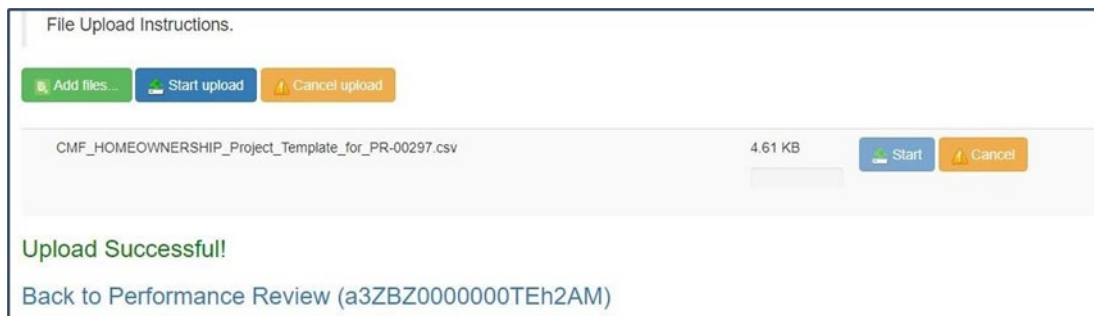 File Upload Instructions.
Add files... Start upload Cancel upload
CMF_HOMEOWNERSHIP_Project_Template_for_PR-00297.csv 4.61 KB Start Cancel
Upload Successful!
Back to Performance Review (a3ZBZ0000000TEh2AM)